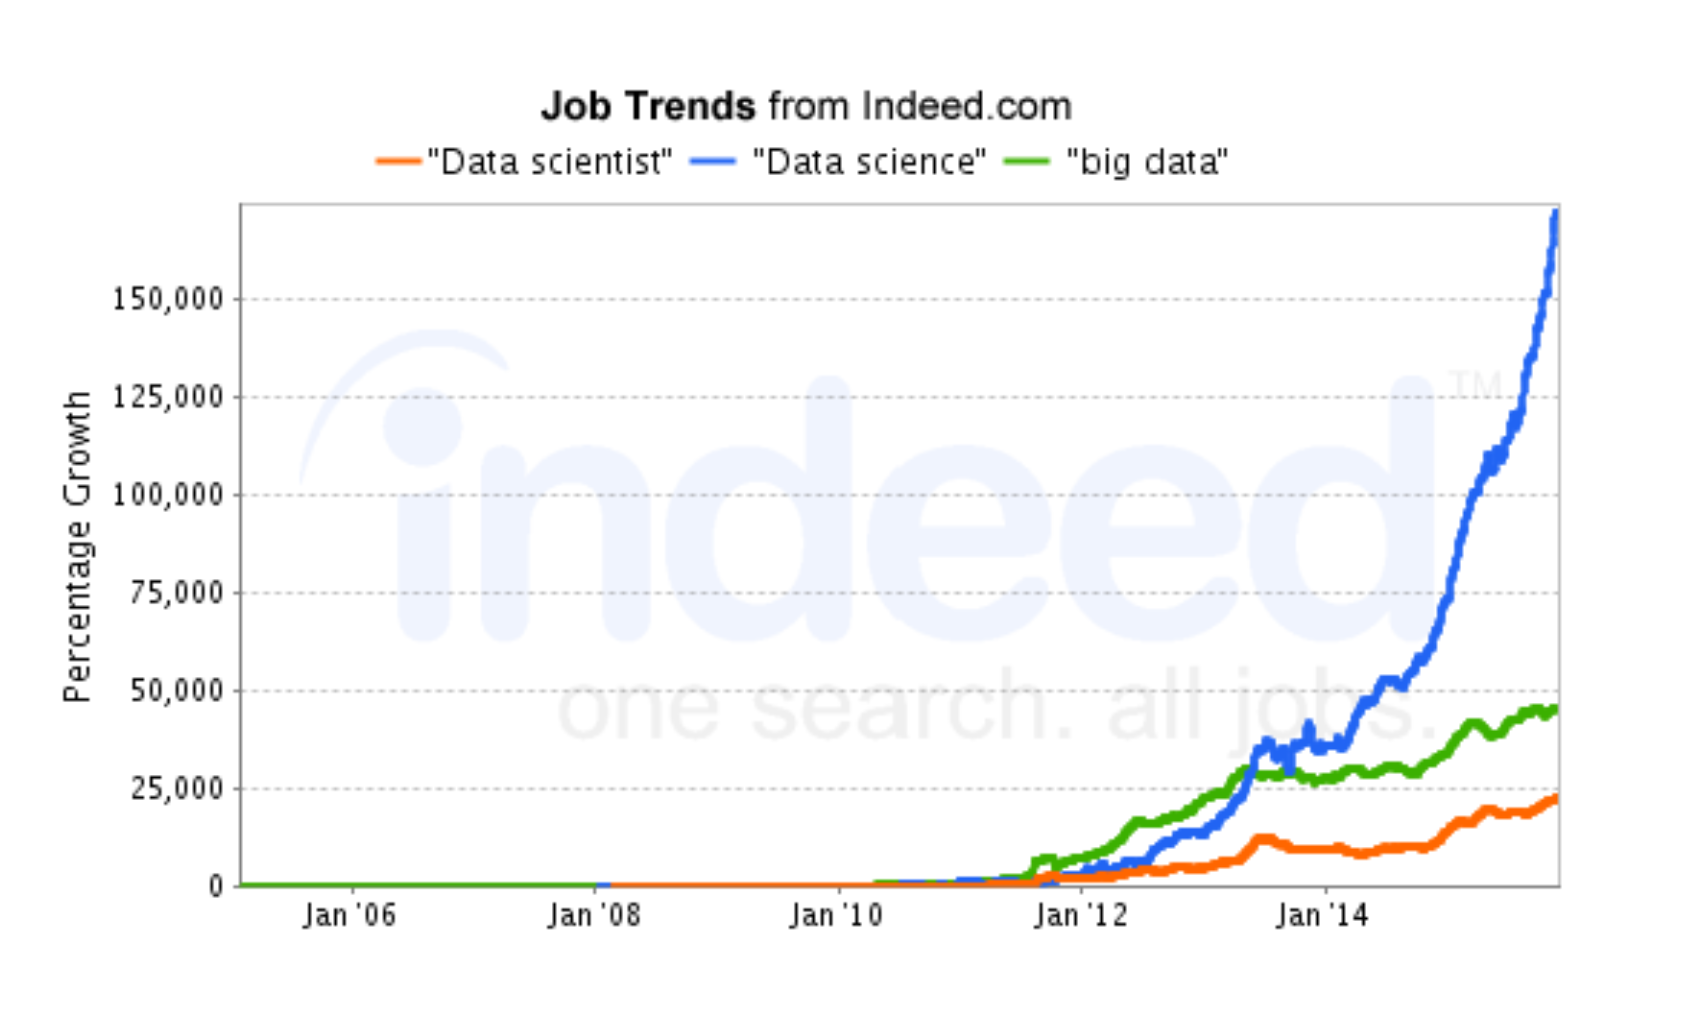 Job Trends from Indeed.com
"Data scientist" "Data science" "big data"
150,000
125,000
100,000
75,000
50,000
25,000
0
Percentage Growth
Jan '06 Jan '08 Jan '10 Jan '12 Jan '14
indeed TM
one search. all jobs.